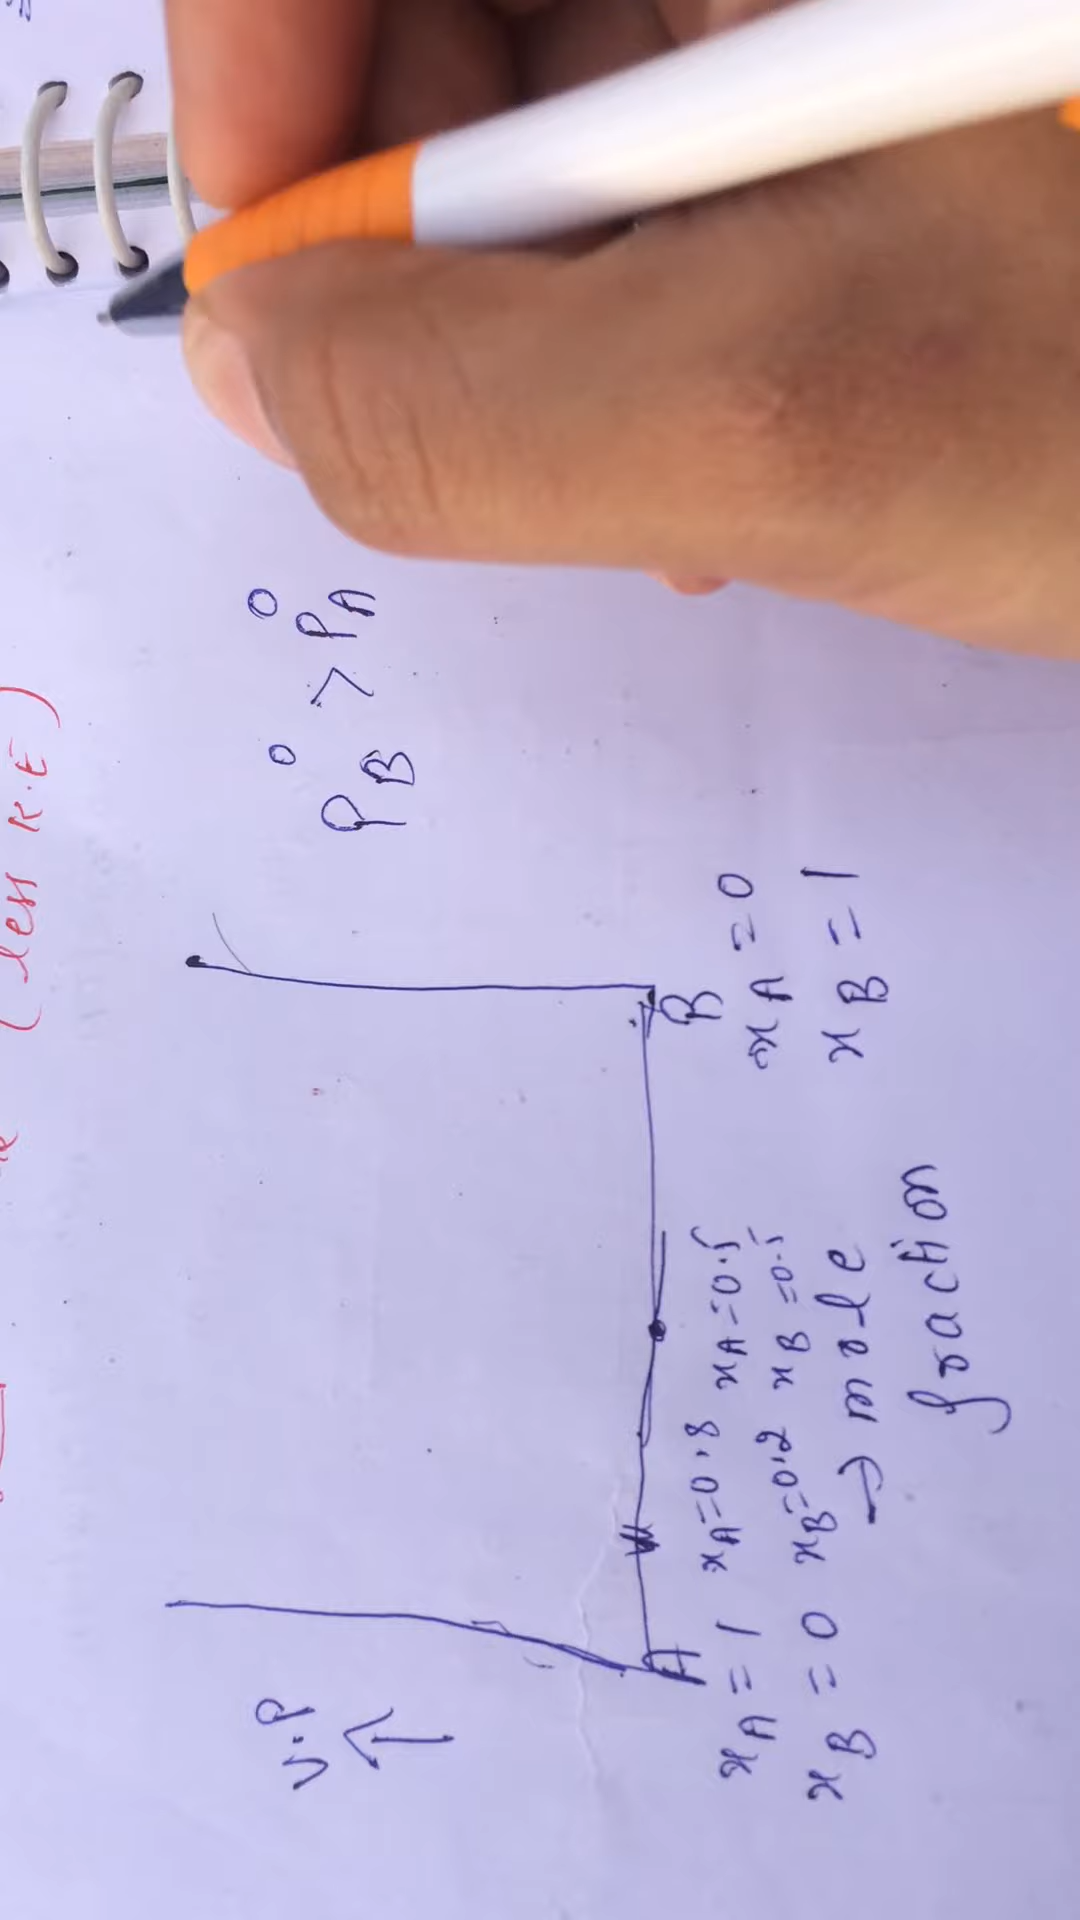 (less K.E)
P°B > P°A
V.P
↑
A
B
xA = 1 xA=0.8 xA=0.5 xA = 0
xB = 0 xB=0.2 xB=0.5 xB = 1
→ mole
fraction